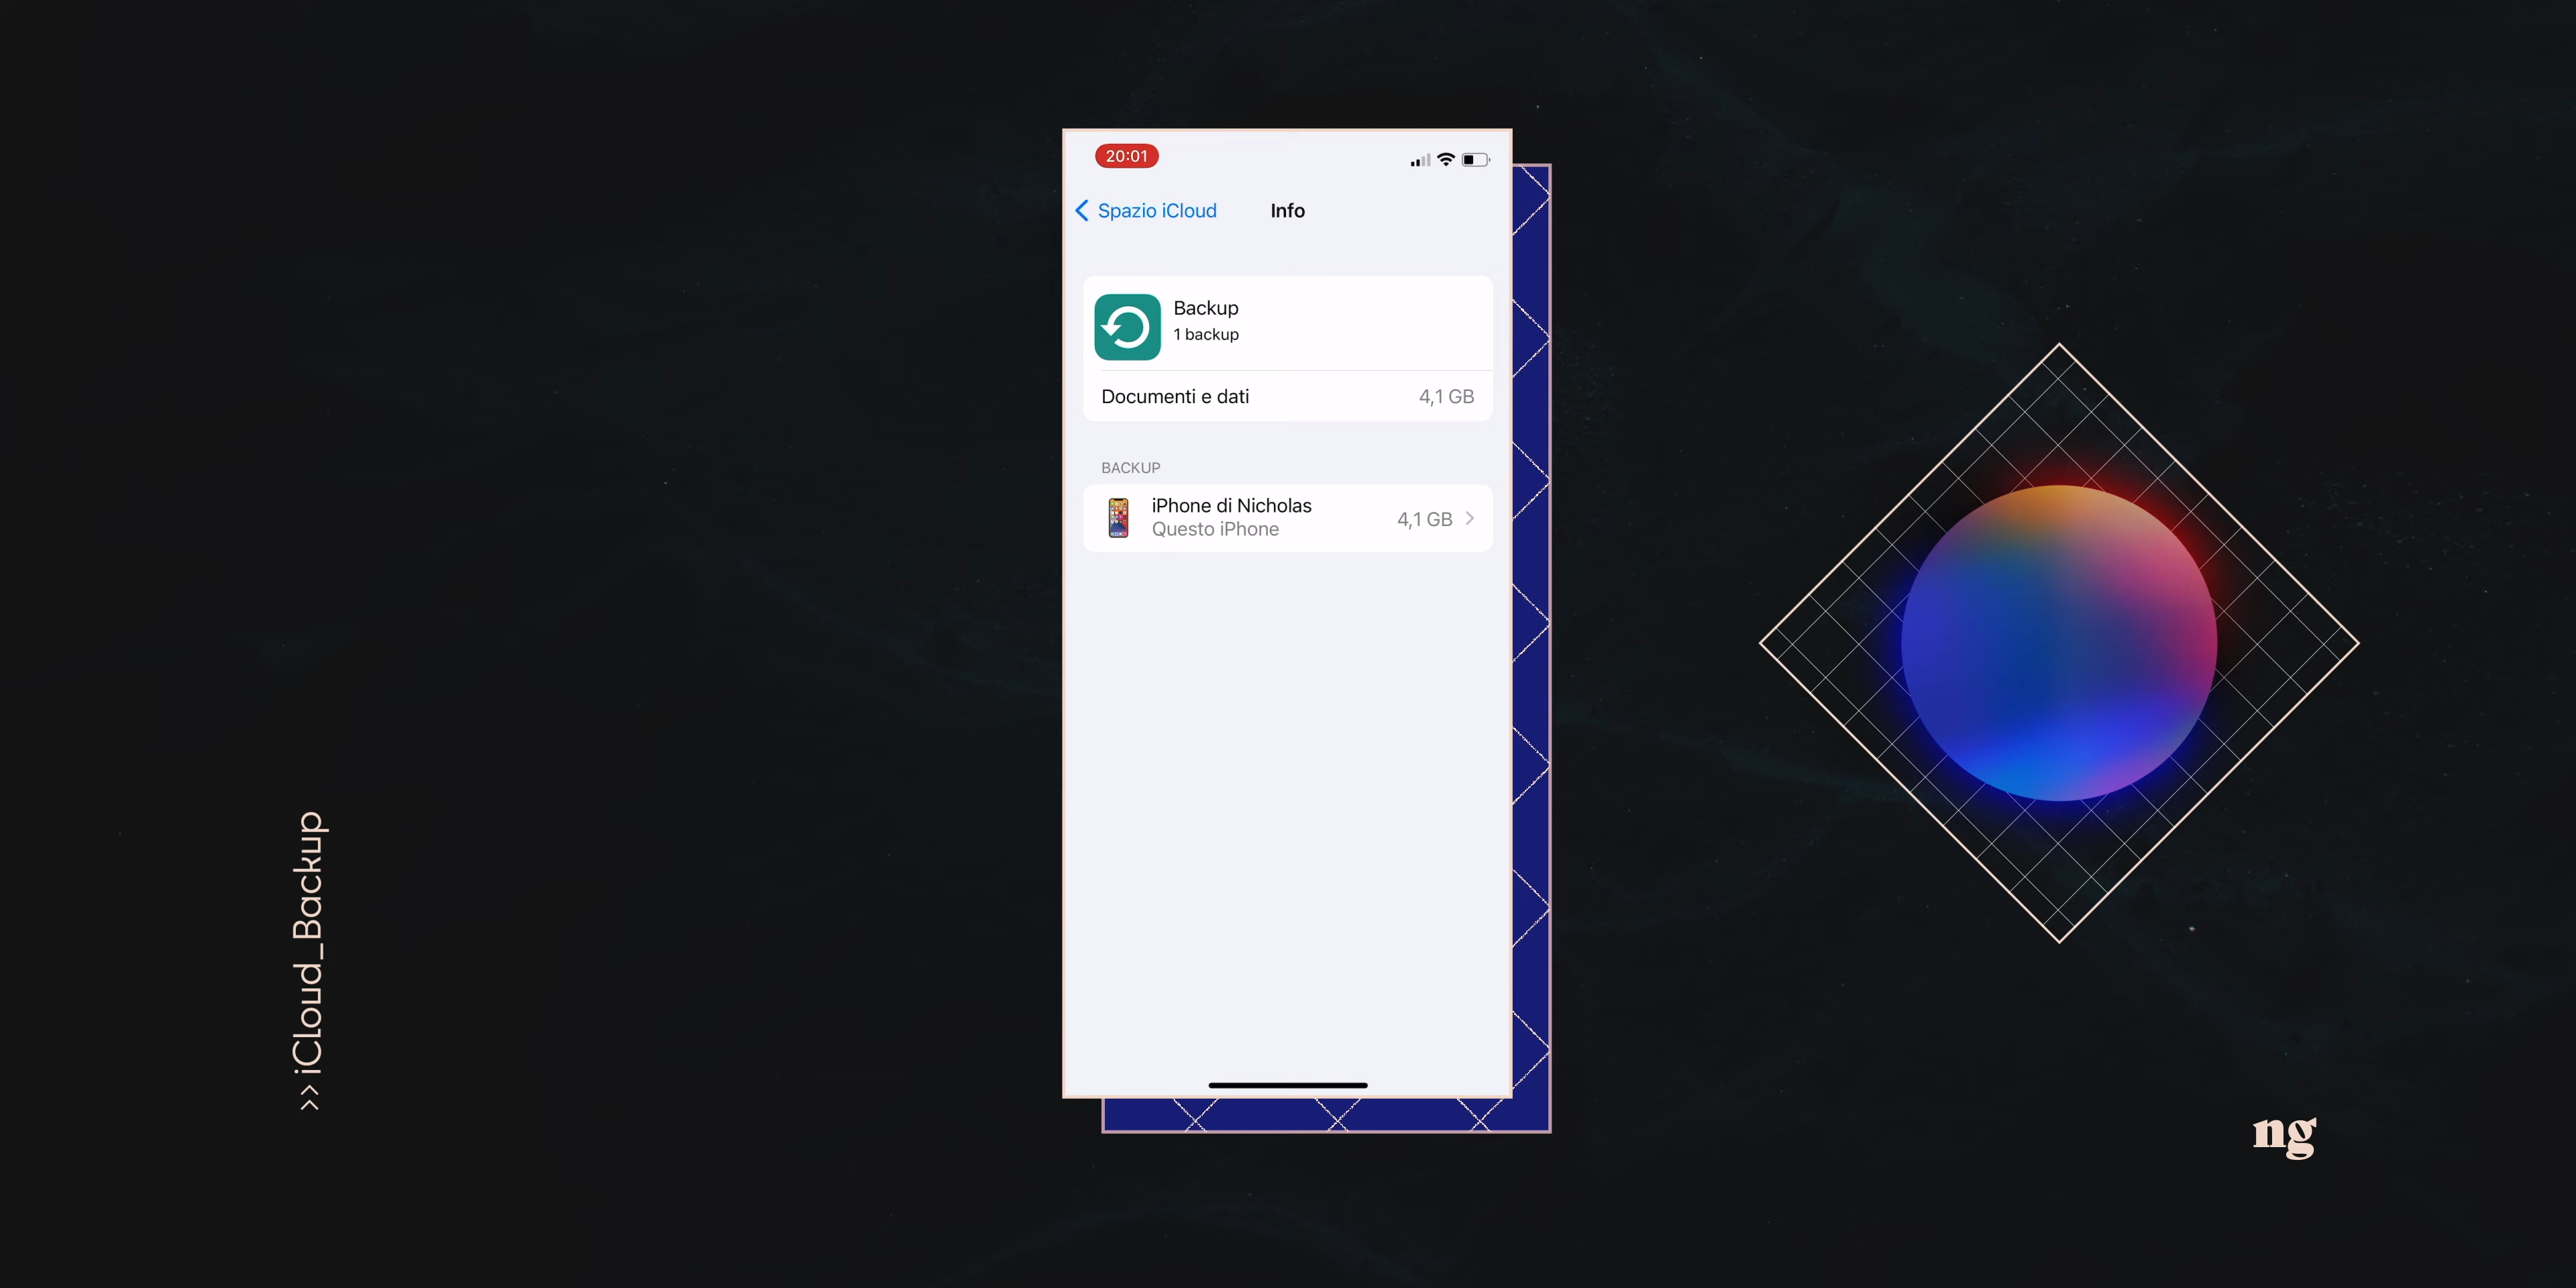 20:01
Spazio iCloud
Info
Backup
1 backup
Documenti e dati
4,1 GB
BACKUP
iPhone di Nicholas
Questo iPhone
4,1 GB
>> iCloud_Backup
ng